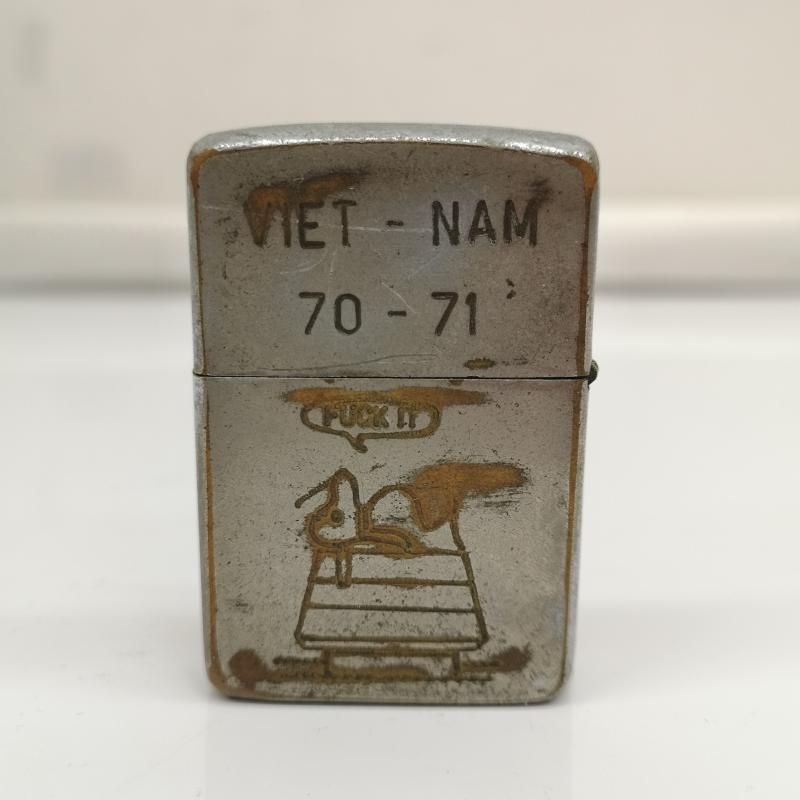 VIET - NAM
70 - 71
FUCK IT